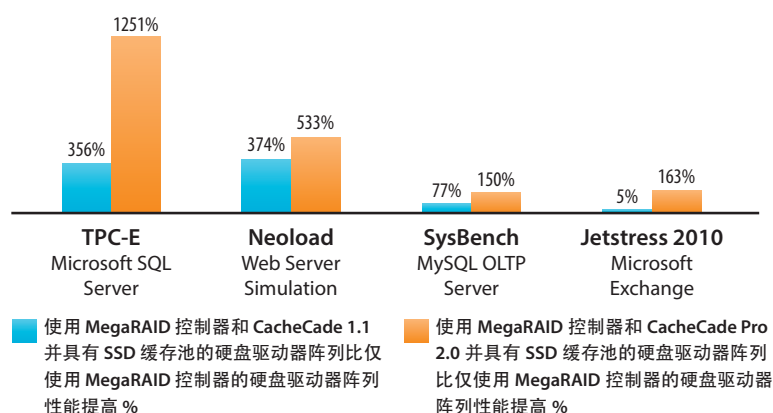 1251%
356%
374%
533%
77%
150%
5%
163%
TPC-E
Microsoft SQL
Server
Neoload
Web Server
Simulation
SysBench
MySQL OLTP
Server
Jetstress 2010
Microsoft
Exchange
使用 MegaRAID 控制器和 CacheCade 1.1
并具有 SSD 缓存池的硬盘驱动器阵列比仅
使用 MegaRAID 控制器的硬盘驱动器阵列
性能提高 %
使用 MegaRAID 控制器和 CacheCade Pro
2.0 并具有 SSD 缓存池的硬盘驱动器阵列
比仅使用 MegaRAID 控制器的硬盘驱动器
阵列性能提高 %